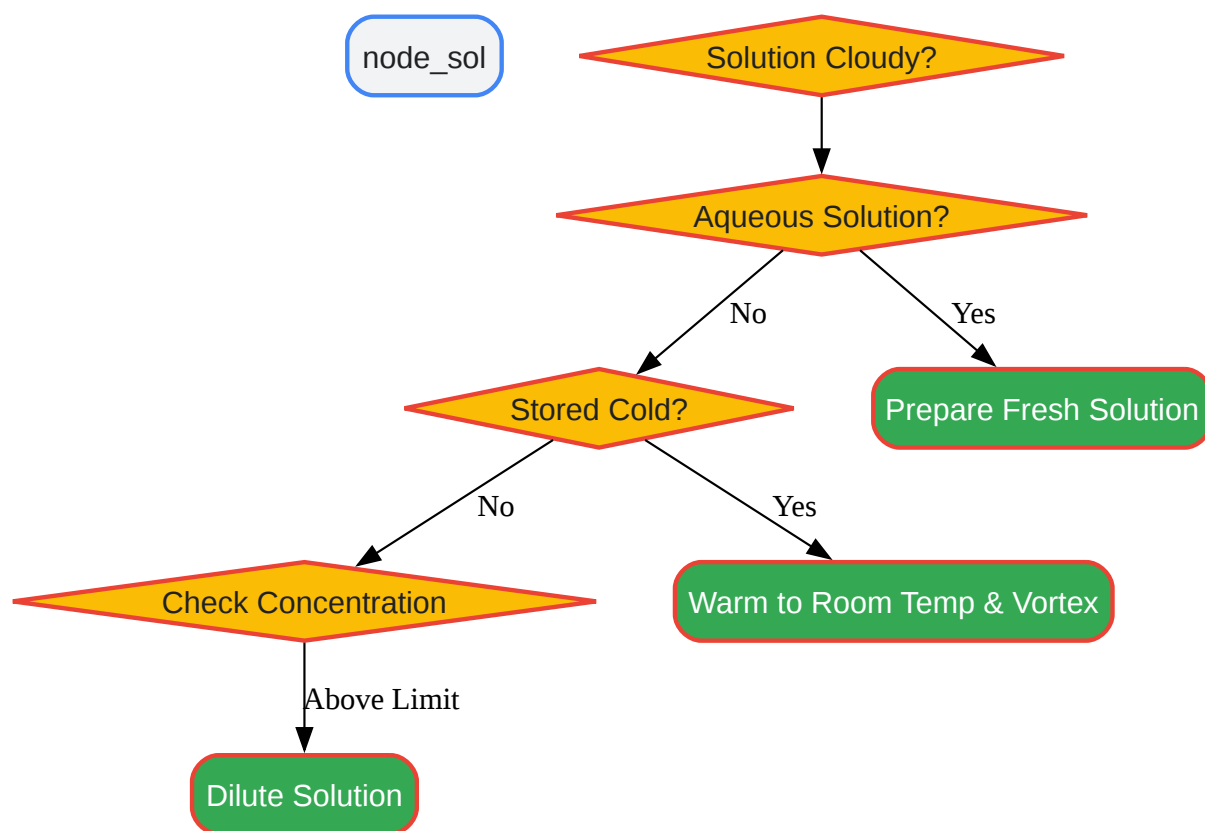 node_sol
Solution Cloudy?
Aqueous Solution?
No
Yes
Stored Cold?
Prepare Fresh Solution
No
Yes
Check Concentration
Warm to Room Temp & Vortex
Above Limit
Dilute Solution